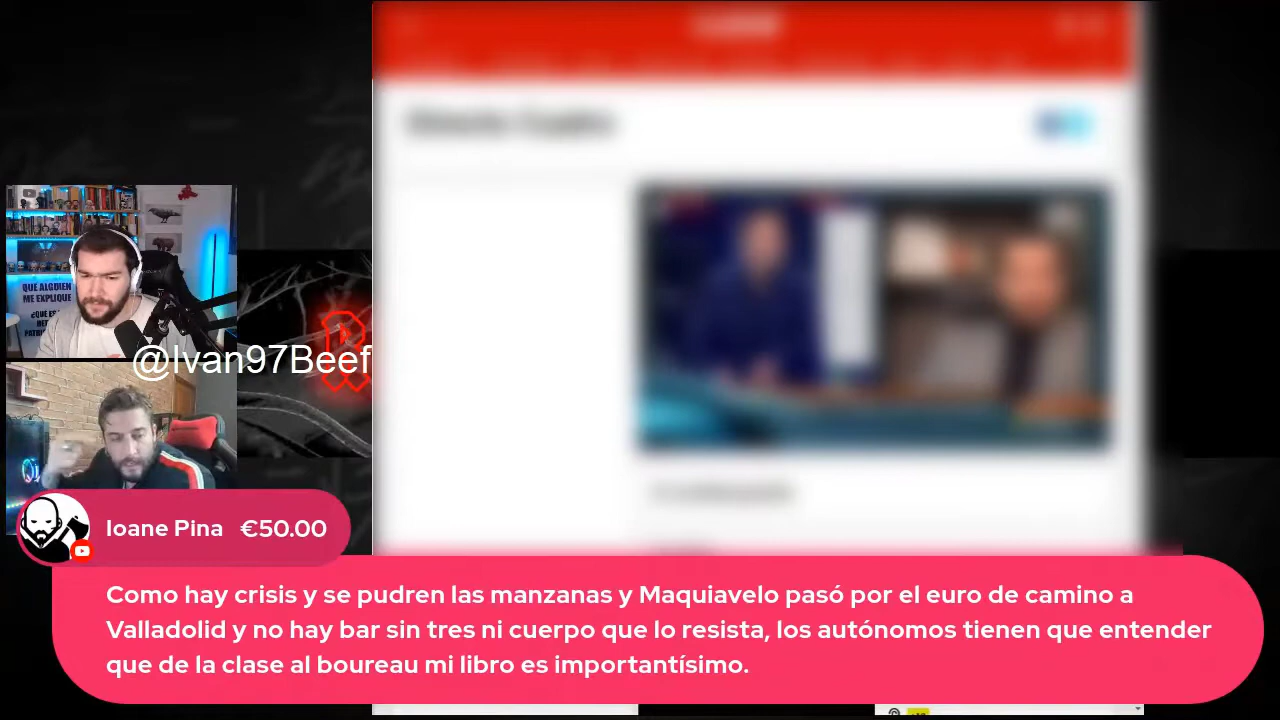 QUE ALGUIEN
ME EXPLIQUE
¿QUE ES
@Ivan97Beef
Ioane Pina €50.00
Como hay crisis y se pudren las manzanas y Maquiavelo pasó por el euro de camino a
Valladolid y no hay bar sin tres ni cuerpo que lo resista, los autónomos tienen que entender
que de la clase al boureau mi libro es importantísimo.